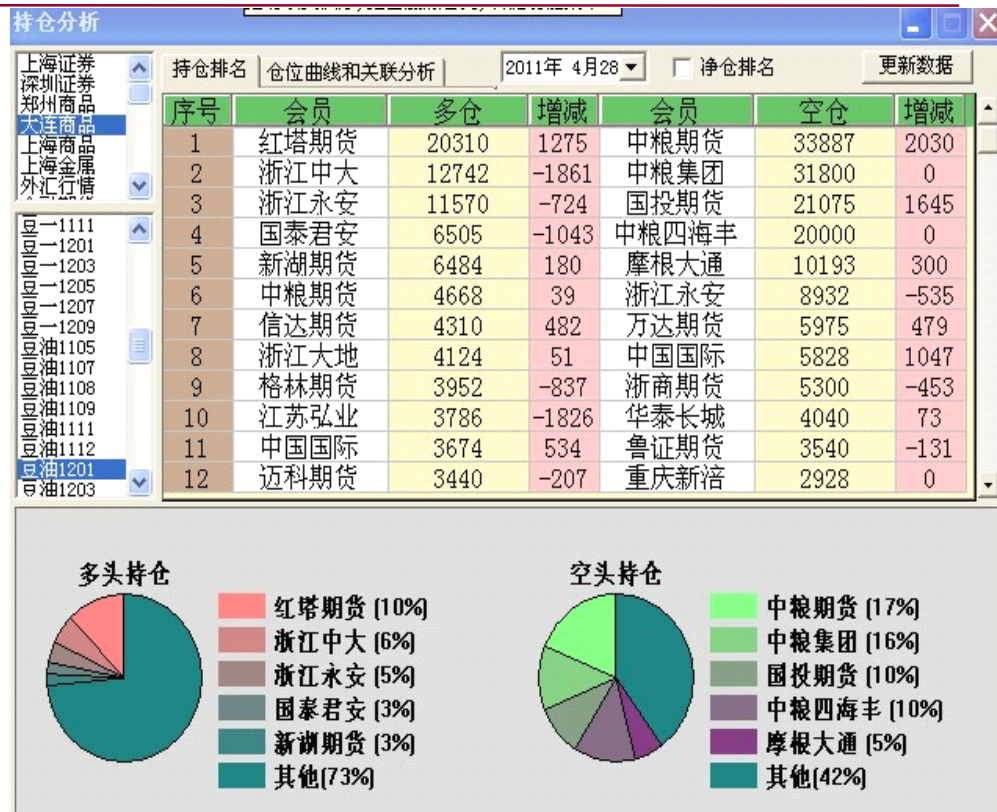 持仓分析
上海证券
深圳证券
郑州商品
大连商品
上海商品
上海金属
外汇行情
持仓排名 仓位曲线和关联分析 2011年 4月28 净仓排名 更新数据
序号 会员 多仓 增减 会员 空仓 增减
1 红塔期货 20310 1275 中粮期货 33887 2030
2 浙江中大 12742 -1861 中粮集团 31800 0
3 浙江永安 11570 -724 国投期货 21075 1645
4 国泰君安 6505 -1043 中粮四海丰 20000 0
5 新湖期货 6484 180 摩根大通 10193 300
6 中粮期货 4668 39 浙江永安 8932 -535
7 信达期货 4310 482 万达期货 5975 479
8 浙江大地 4124 51 中国国际 5828 1047
9 格林期货 3952 -837 浙商期货 5300 -453
10 江苏弘业 3786 -1826 华泰长城 4040 73
11 中国国际 3674 534 鲁证期货 3540 -131
12 迈科期货 3440 -207 重庆新涪 2928 0
豆一1111
豆一1201
豆一1203
豆一1205
豆一1207
豆一1209
豆油1105
豆油1107
豆油1108
豆油1109
豆油1111
豆油1112
豆油1201
豆油1203
多头持仓
红塔期货 (10%)
浙江中大 (6%)
浙江永安 (5%)
国泰君安 (3%)
新湖期货 (3%)
其他(73%)
空头持仓
中粮期货 (17%)
中粮集团 (16%)
国投期货 (10%)
中粮四海丰 (10%)
摩根大通 (5%)
其他(42%)